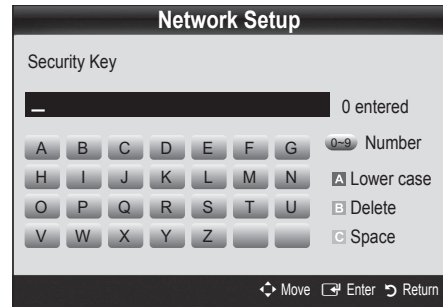 Network Setup
Security Key
_
0 entered
A B C D E F G 0~9 Number
H I J K L M N A Lower case
O P Q R S T U B Delete
V W X Y Z C Space
Move Enter Return